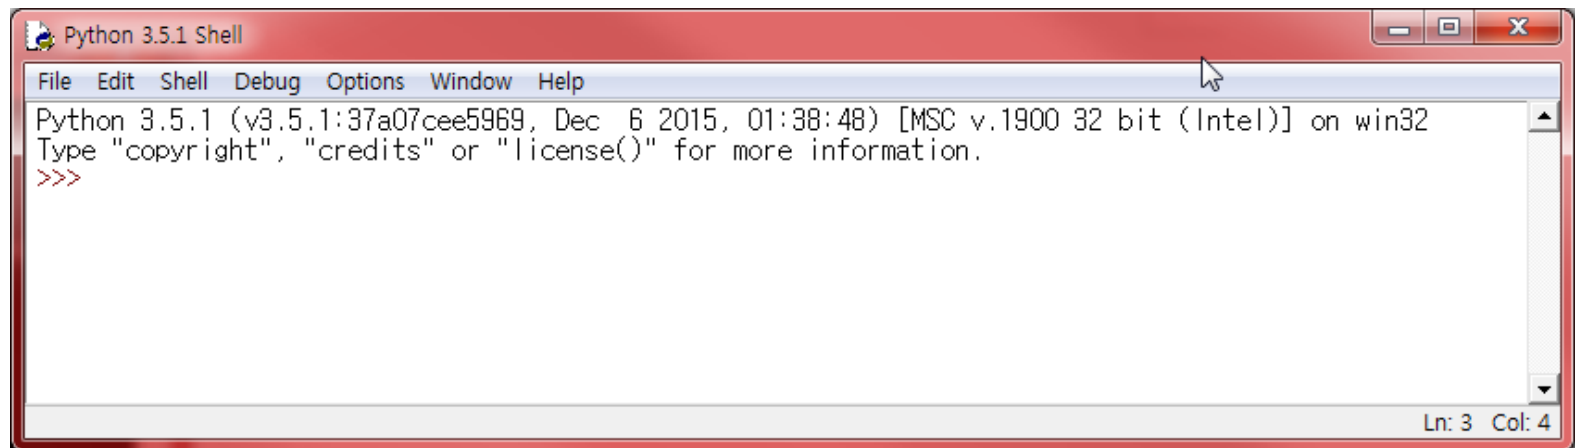 Python 3.5.1 Shell
File Edit Shell Debug Options Window Help
Python 3.5.1 (v3.5.1:37a07cee5969, Dec  6 2015, 01:38:48) [MSC v.1900 32 bit (Intel)] on win32
Type "copyright", "credits" or "license()" for more information.
>>>
Ln: 3 Col: 4